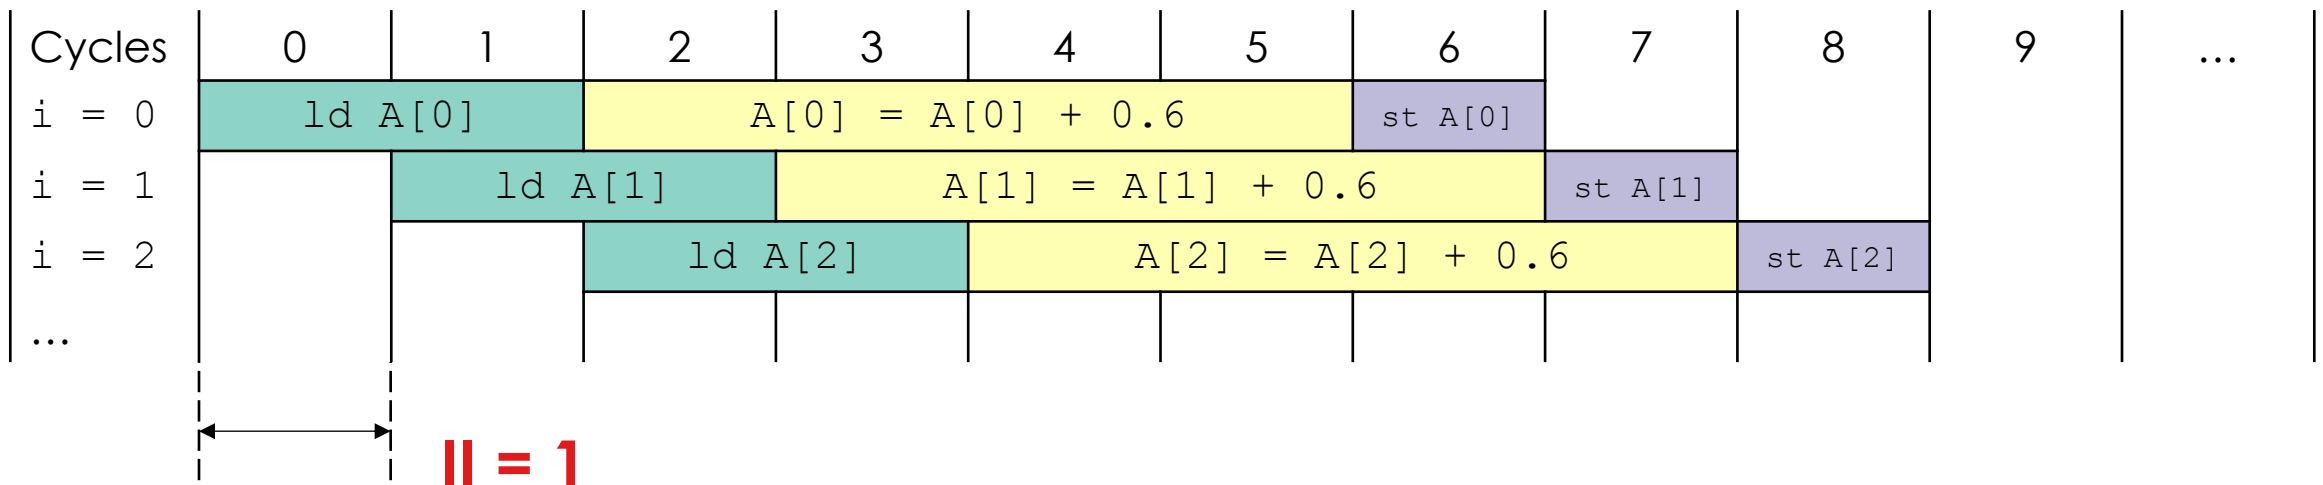 Cycles 0 1 2 3 4 5 6 7 8 9 ...
i = 0 ld A[0] A[0] = A[0] + 0.6 st A[0]
i = 1 ld A[1] A[1] = A[1] + 0.6 st A[1]
i = 2 ld A[2] A[2] = A[2] + 0.6 st A[2]
...
II = 1